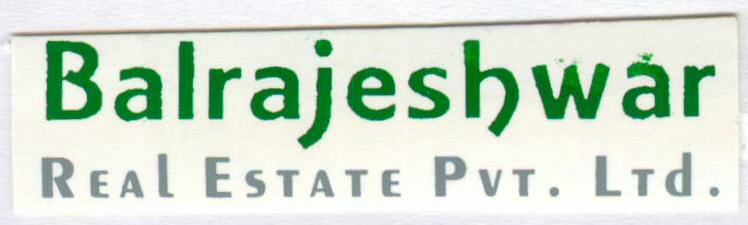 Balrajeshwar
Real Estate Pvt. Ltd.